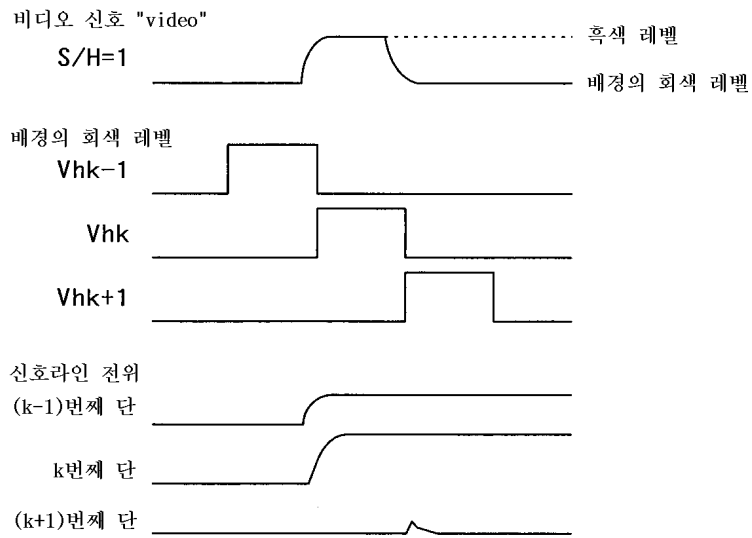 비디오 신호 "video"
S/H=1
흑색 레벨
배경의 회색 레벨
배경의 회색 레벨
Vhk-1
Vhk
Vhk+1
신호라인 전위
(k-1)번째 단
k번째 단
(k+1)번째 단